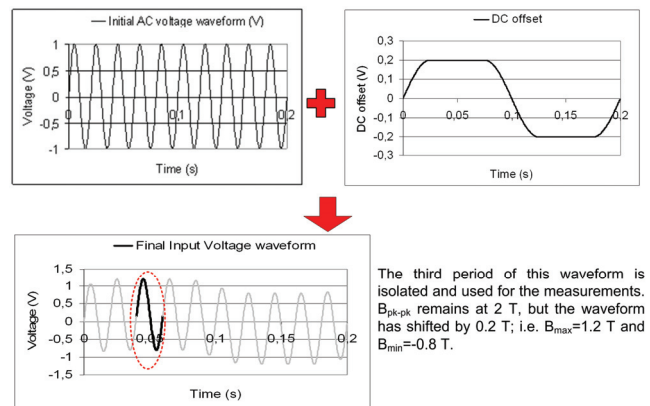 Initial AC voltage waveform (V)
Voltage (V)
1
0,5
0
-0,5
-1
0
0,1
0,2
Time (s)
DC offset
DC offset (V)
0,3
0,2
0,1
0
-0,1
-0,2
-0,3
0
0,05
0,1
0,15
0,2
Time (s)
Final Input Voltage waveform
Voltage (V)
1,5
1
0,5
0
-0,5
-1
-1,5
0
0,05
0,1
0,15
0,2
Time (s)
The third period of this waveform is
isolated and used for the measurements.
Bpk-pk remains at 2 T, but the waveform
has shifted by 0.2 T; i.e. Bmax=1.2 T and
Bmin=-0.8 T.